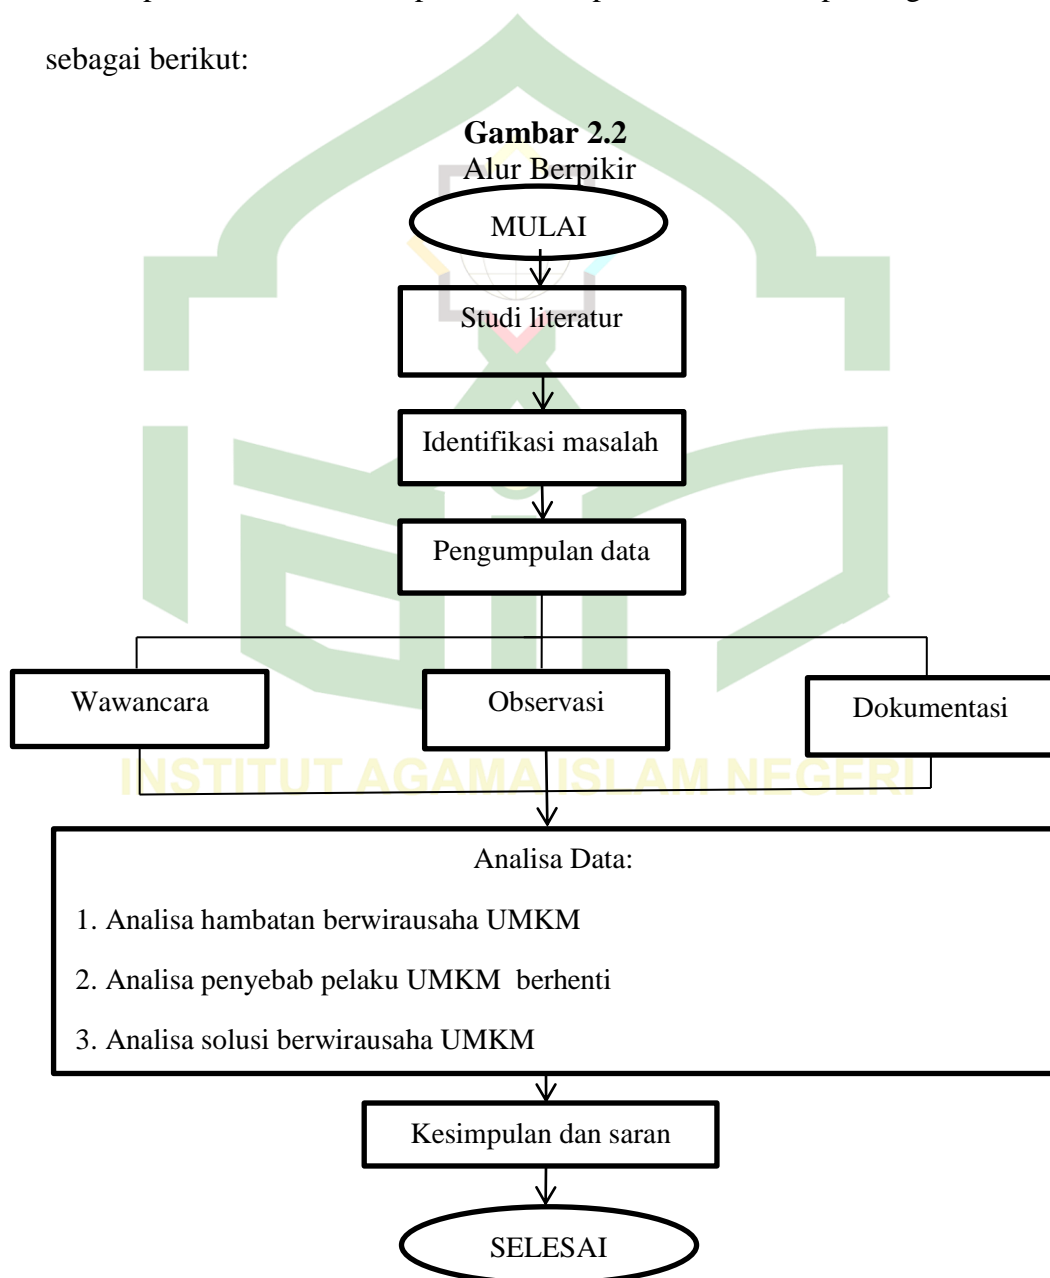 sebagai berikut:
Gambar 2.2
Alur Berpikir
MULAI
Studi literatur
Identifikasi masalah
Pengumpulan data
Wawancara
Observasi
Dokumentasi
INSTITUT AGAMA ISLAM NEGERI
Analisa Data:
1. Analisa hambatan berwirausaha UMKM
2. Analisa penyebab pelaku UMKM berhenti
3. Analisa solusi berwirausaha UMKM
Kesimpulan dan saran
SELESAI